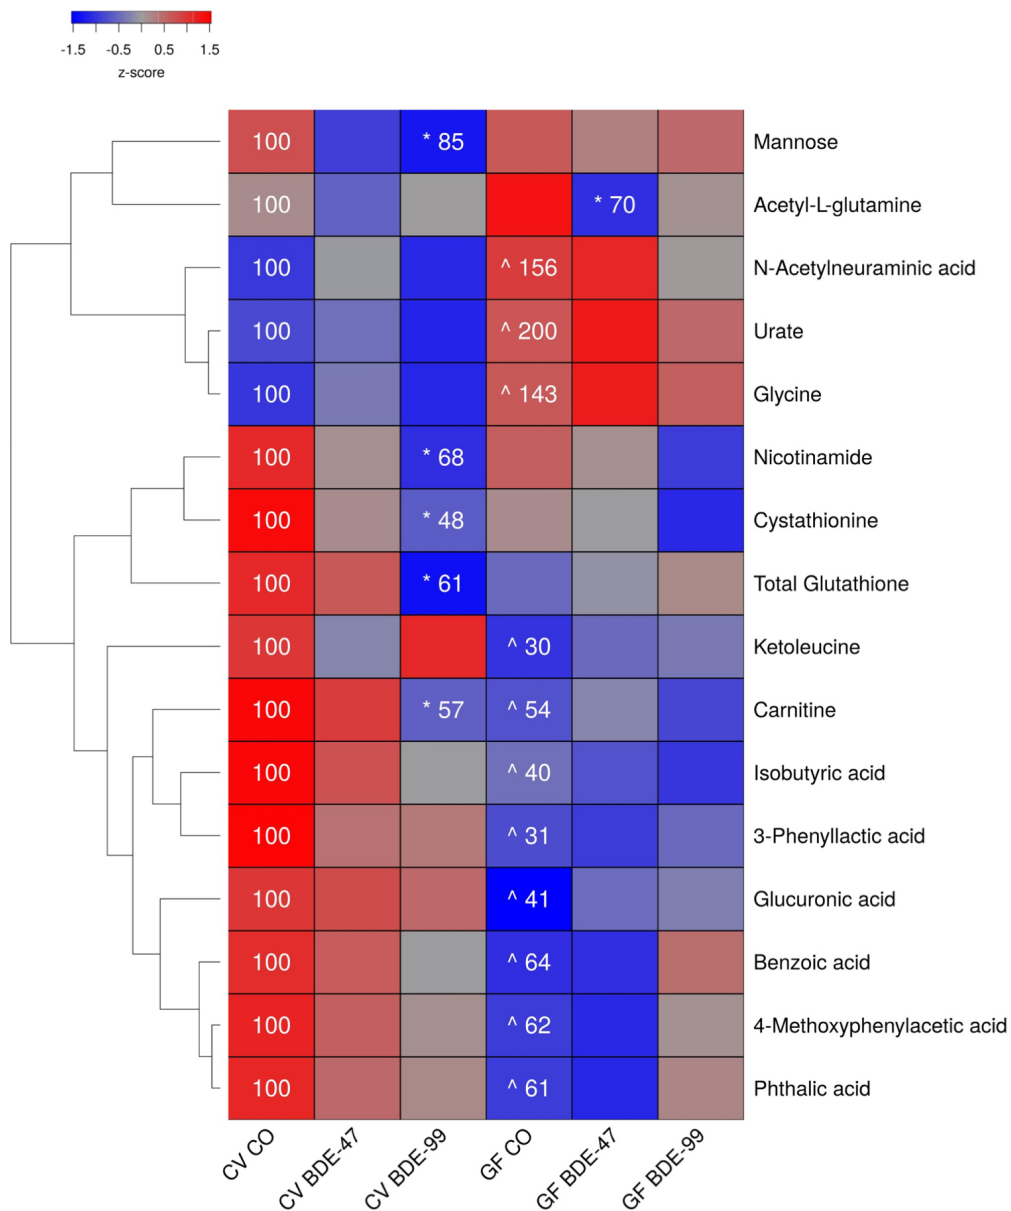 -1.5 -0.5 0.5 1.5
z-score
100 * 85 Mannose
100 * 70 Acetyl-L-glutamine
100 ^ 156 N-Acetylneuraminic acid
100 ^ 200 Urate
100 ^ 143 Glycine
100 * 68 Nicotinamide
100 * 48 Cystathionine
100 * 61 Total Glutathione
100 ^ 30 Ketoleucine
100 * 57 ^ 54 Carnitine
100 ^ 40 Isobutyric acid
100 ^ 31 3-Phenyllactic acid
100 ^ 41 Glucuronic acid
100 ^ 64 Benzoic acid
100 ^ 62 4-Methoxyphenylacetic acid
100 ^ 61 Phthalic acid
CV CO
CV BDE-47
CV BDE-99
GF CO
GF BDE-47
GF BDE-99